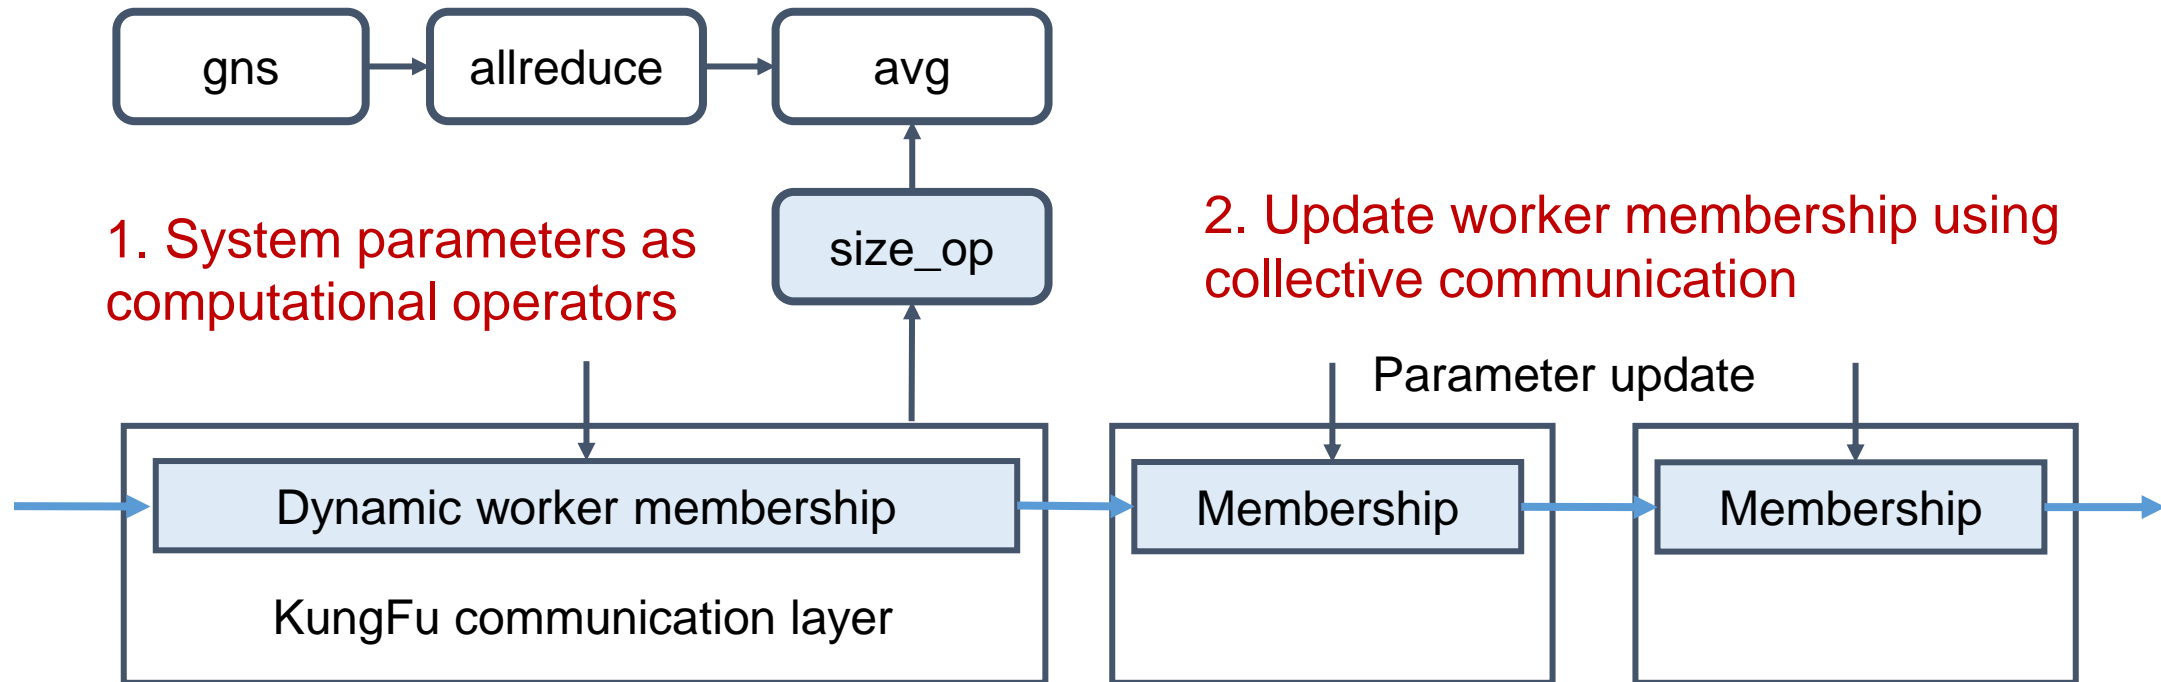 gns
allreduce
avg
1. System parameters as
computational operators
size_op
2. Update worker membership using
collective communication
Parameter update
Dynamic worker membership
Membership
Membership
KungFu communication layer